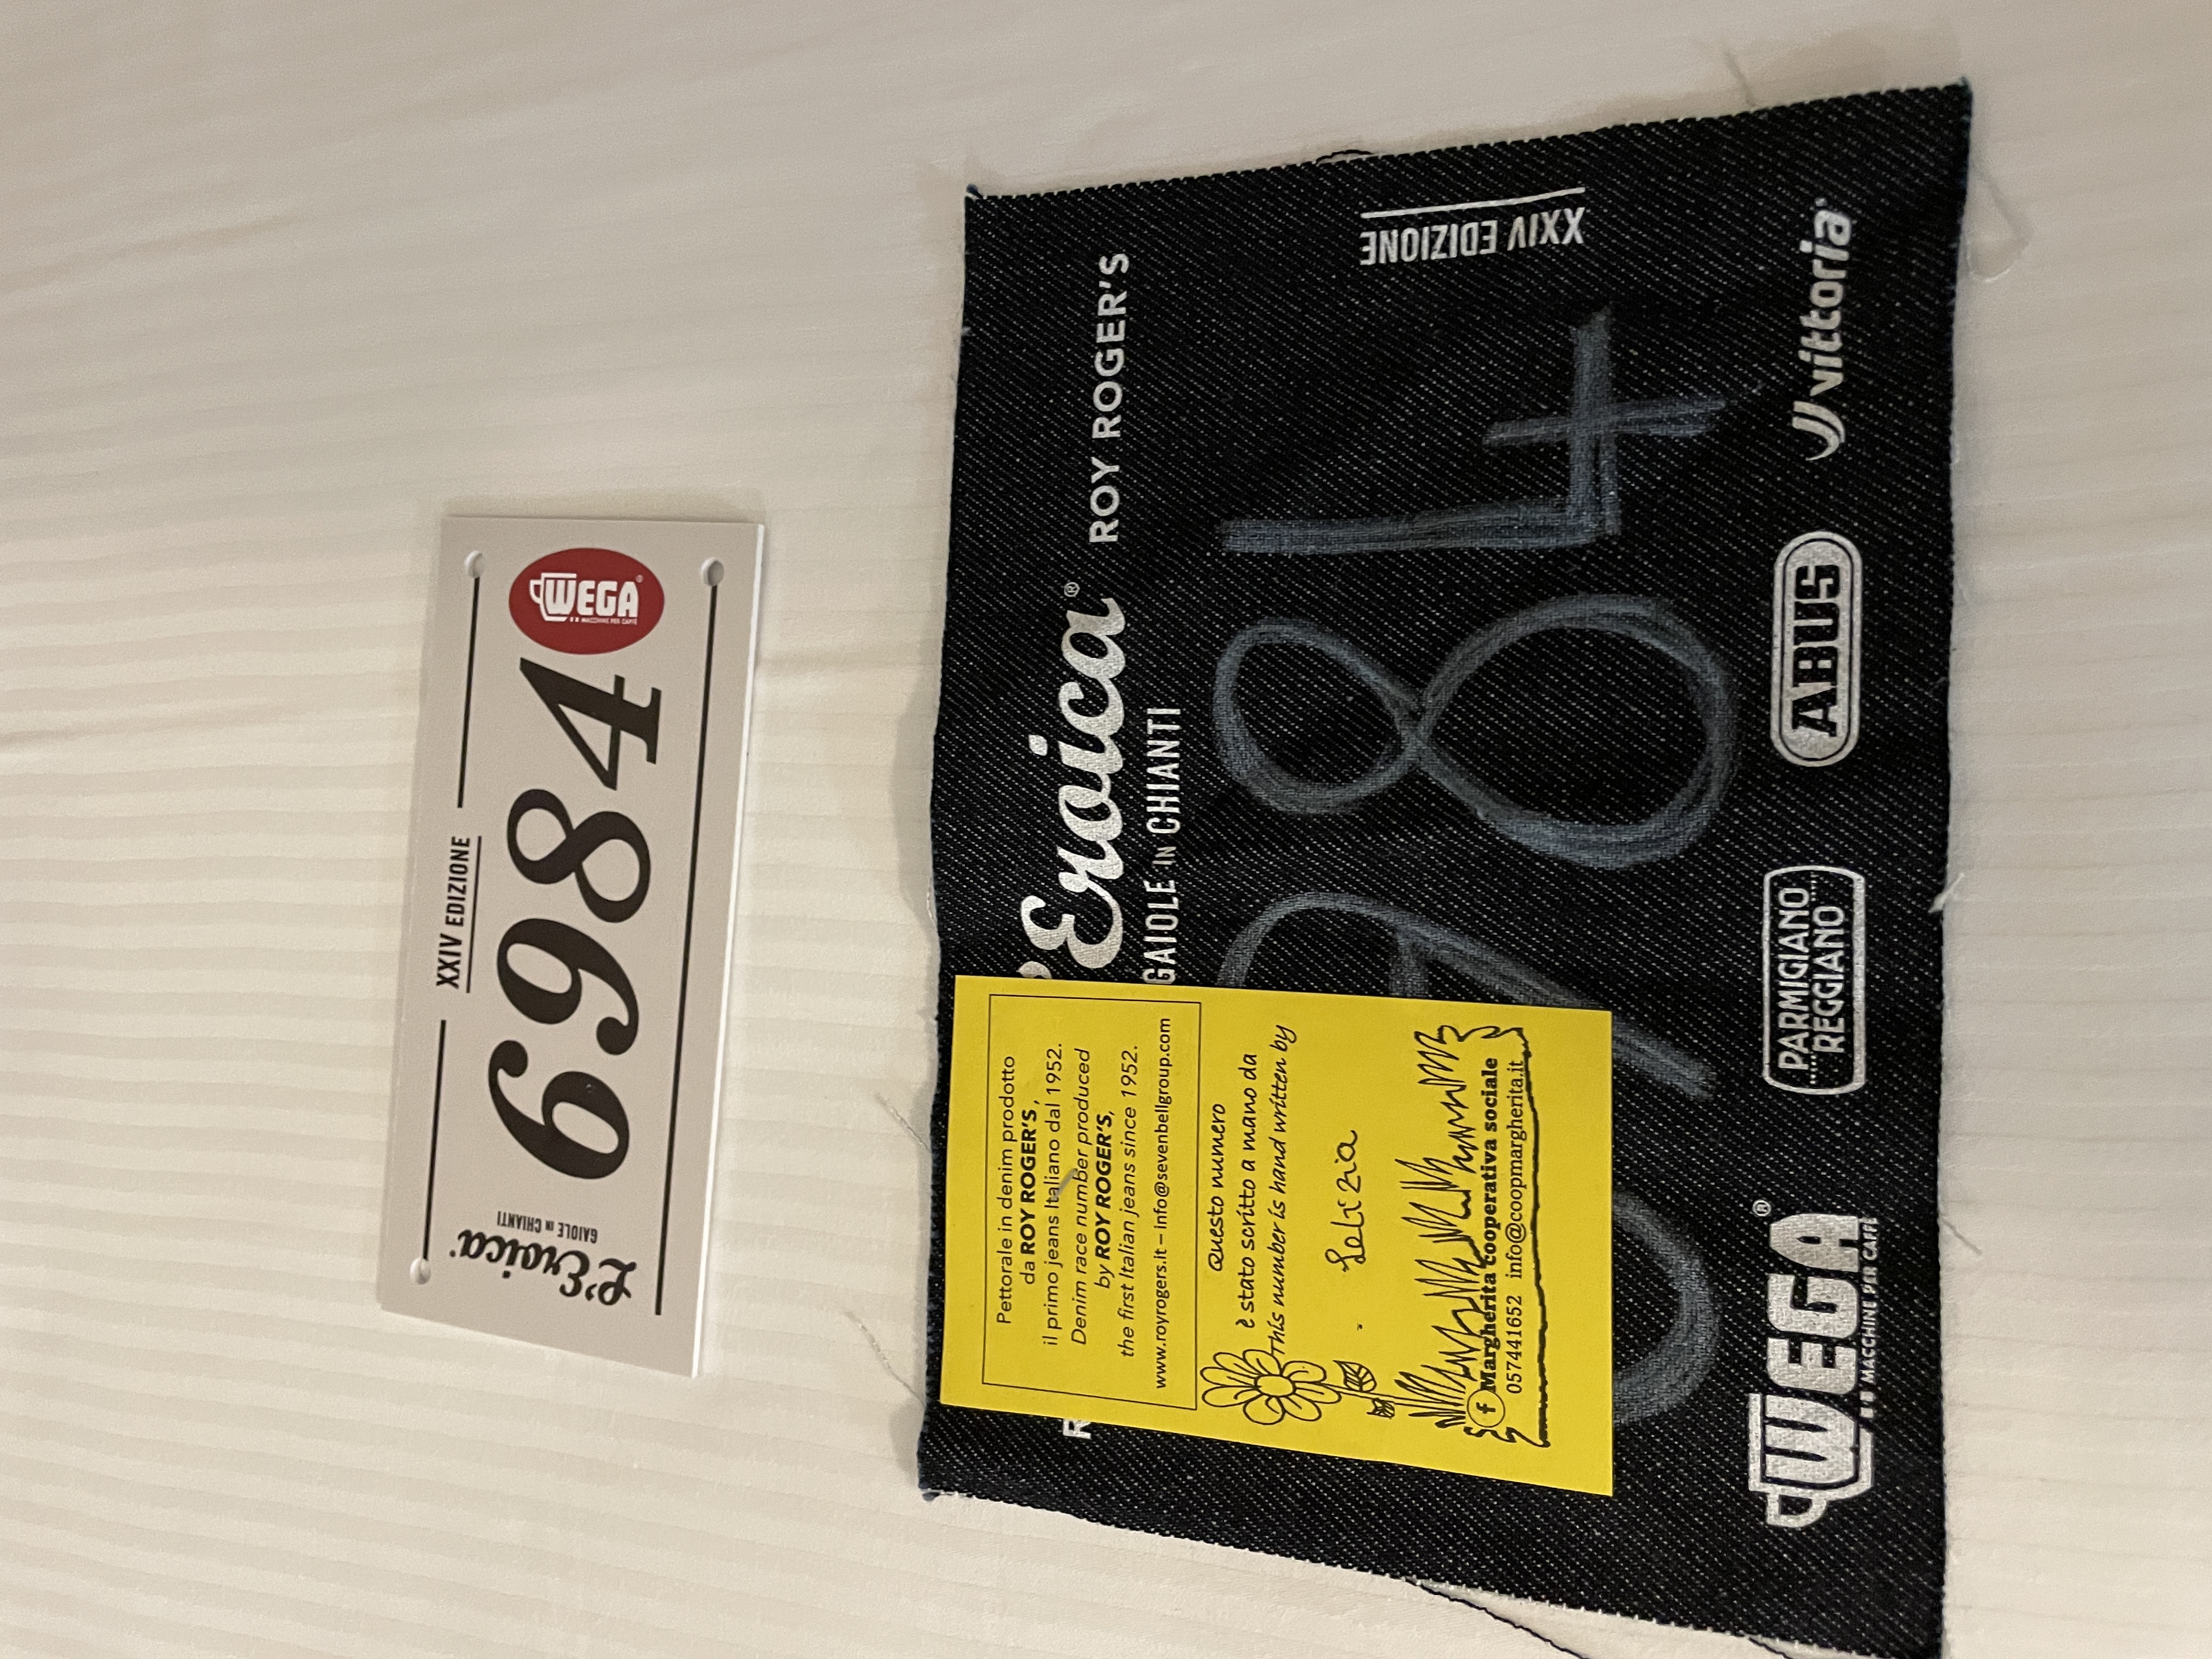 XXIV EDIZIONE
L'Eroica
GAIOLE IN CHIANTI
6984
WEGA®
MACCHINE PER CAFFÈ
'Eroica®
ROY ROGER'S
GAIOLE IN CHIANTI
XXIV EDIZIONE
984
R
Pettorale in denim prodotto
da ROY ROGER'S,
il primo jeans Italiano dal 1952.
Denim race number produced
by ROY ROGER'S,
the first Italian jeans since 1952.
www.royrogers.it – info@sevenbellgroup.com
Questo numero
è stato scritto a mano da
This number is hand written by
Letizia
Margherita cooperativa sociale
0574441652 info@coopmargherita.it
WEGA®
MACCHINE PER CAFFÈ
PARMIGIANO
REGGIANO
ABUS
vittoria